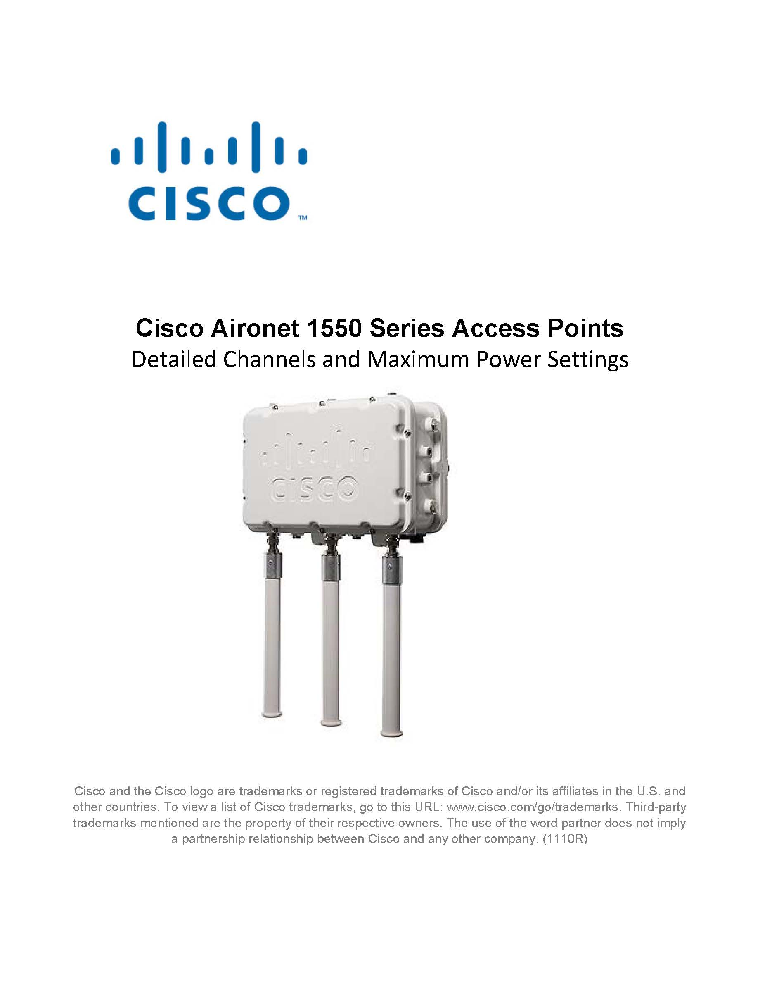 CISCO™
Cisco Aironet 1550 Series Access Points
Detailed Channels and Maximum Power Settings
CISCO
Cisco and the Cisco logo are trademarks or registered trademarks of Cisco and/or its affiliates in the U.S. and
other countries. To view a list of Cisco trademarks, go to this URL: www.cisco.com/go/trademarks. Third-party
trademarks mentioned are the property of their respective owners. The use of the word partner does not imply
a partnership relationship between Cisco and any other company. (1110R)